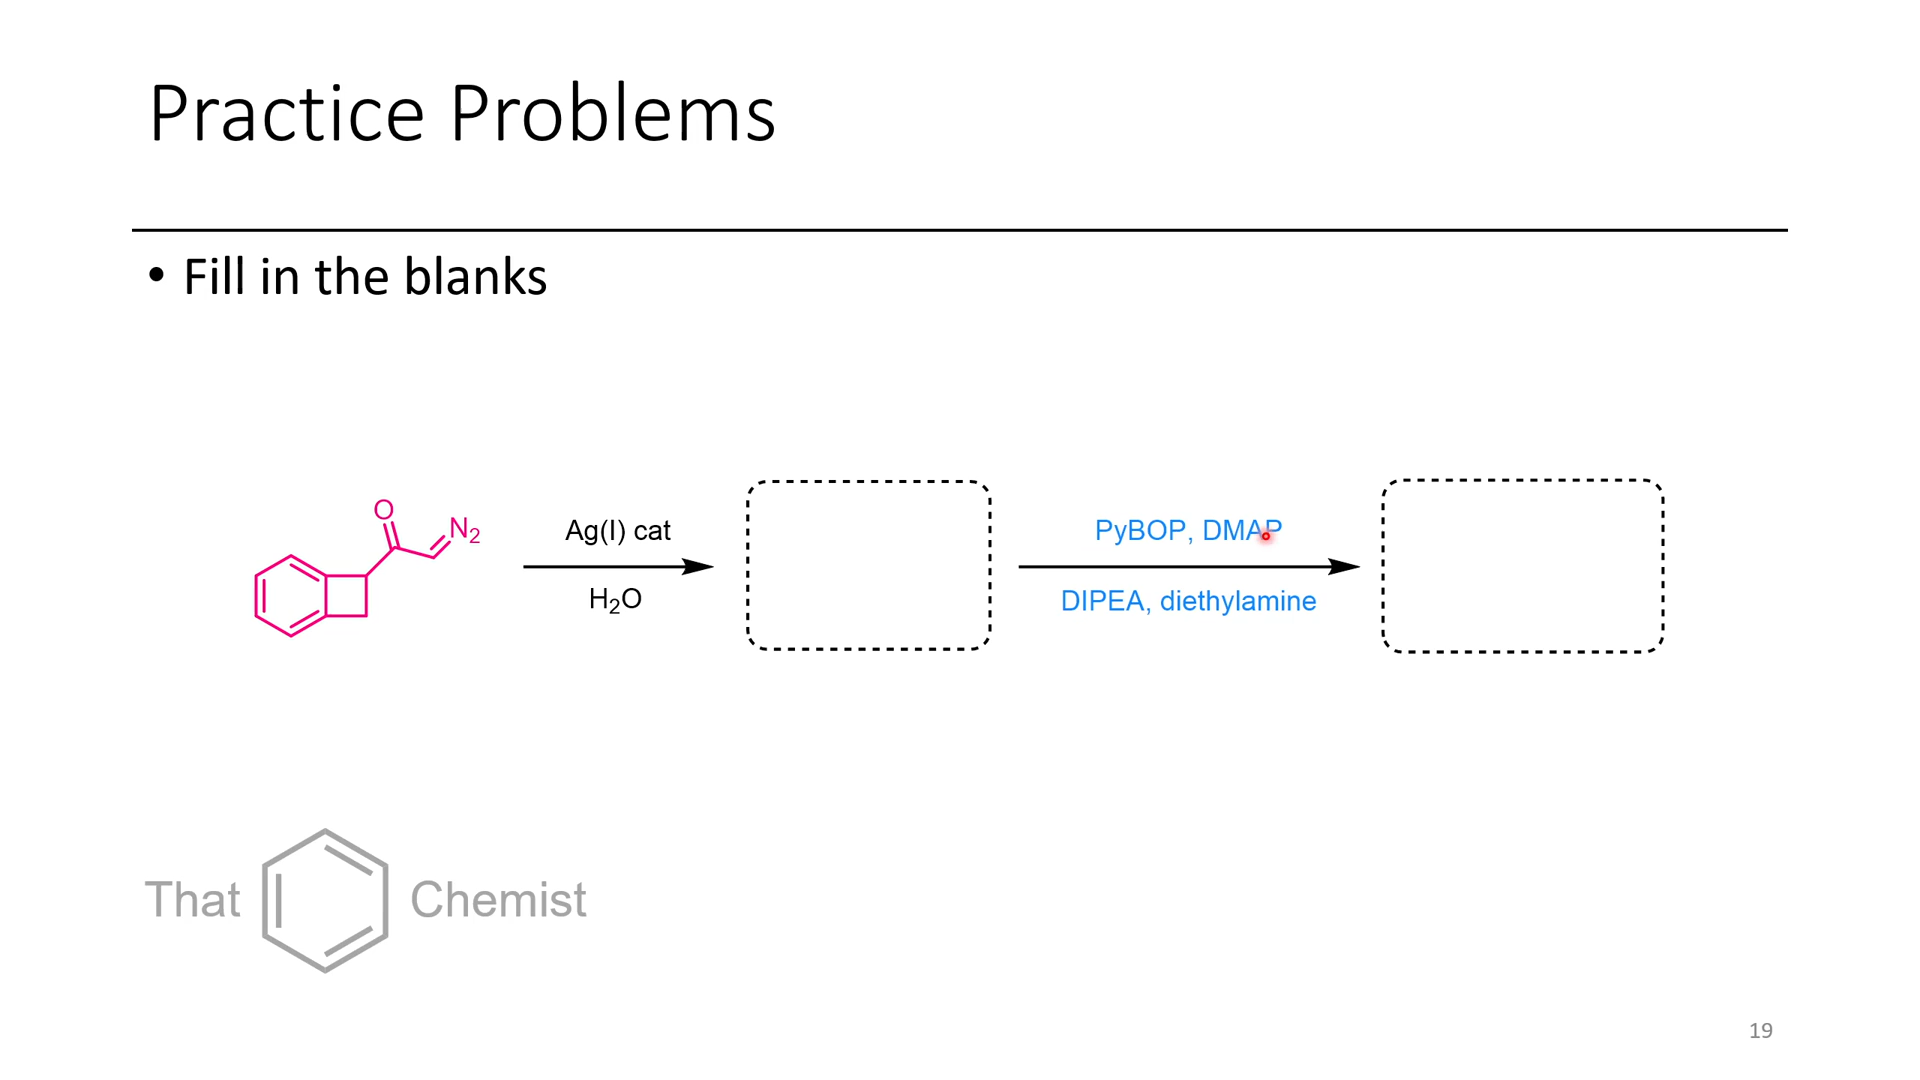 Practice Problems
• Fill in the blanks
O
N₂
Ag(I) cat
H₂O
PyBOP, DMAP
DIPEA, diethylamine
That Chemist
19